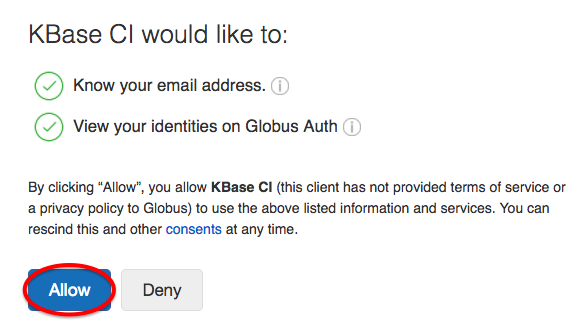 KBase CI would like to:
Know your email address.
View your identities on Globus Auth
By clicking “Allow”, you allow KBase CI (this client has not provided terms of service or
a privacy policy to Globus) to use the above listed information and services. You can
rescind this and other consents at any time.
Allow Deny